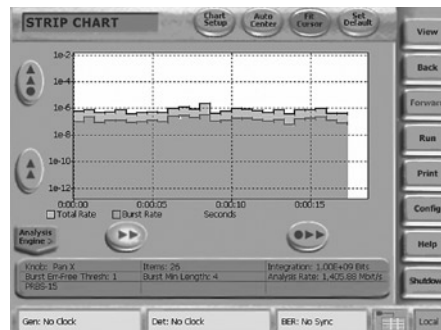 STRIP CHART
Chart Setup
Auto Center
FR Cursor
Set Default
View
Back
Forward
Run
Print
Config
Help
Shutdown
1e-2
1e-4
1e-6
1e-8
1e-10
1e-12
0:00:00 0:00:05 0:00:10 0:00:15
Total Rate Burst Rate Seconds
Analysis Engine >
Knob: Pan X Items: 26 Integration: 1.00E+09 Bits
Burst Err-Free Thresh: 1 Burst Min Length: 4 Analysis Rate: 1,405.88 Mbit/s
PRBS-15
Gen: No Clock Det: No Clock BER: No Sync Local